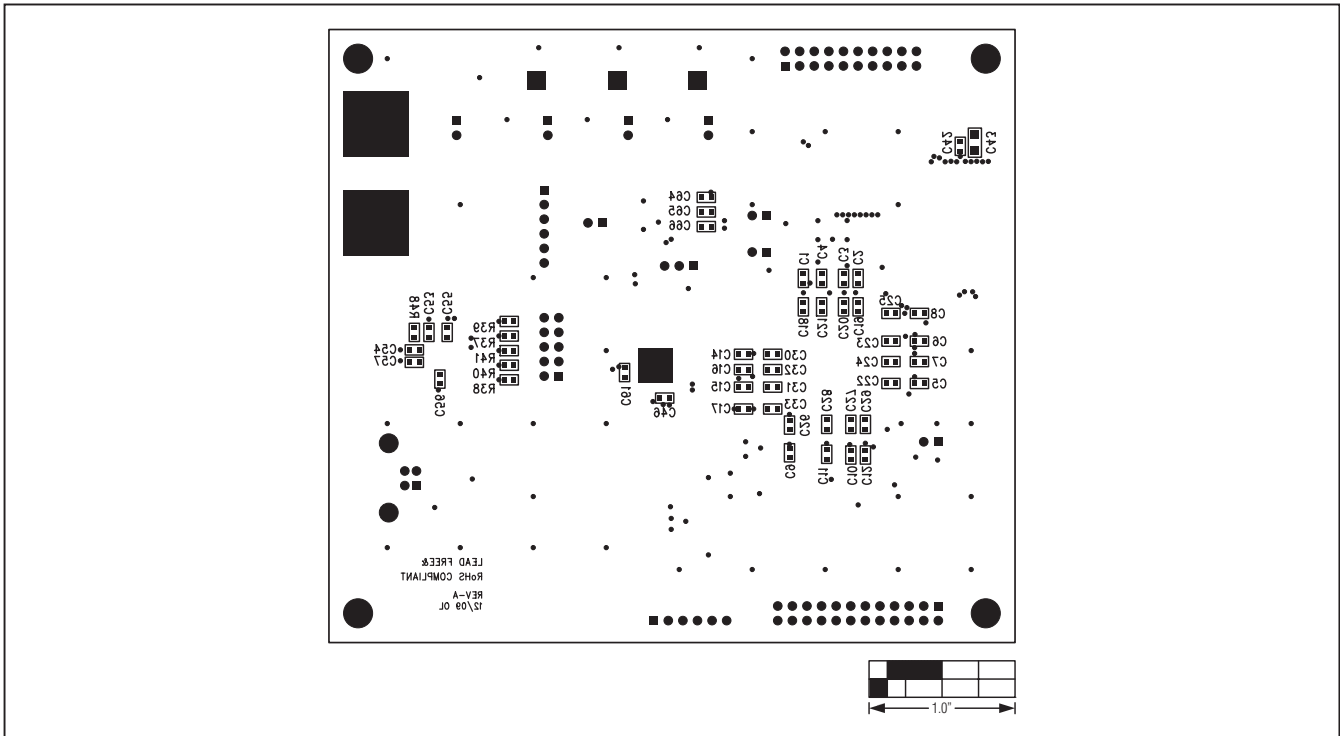 C42
C43
C64
C65
C66
C1
C4
C3
C2
R48
C53
C55
C25
C8
C18
C21
C20
C19
R39
R37
R41
R40
R38
C54
C57
C56
C23
C6
C24
C7
C22
C5
C14
C30
C16
C32
C15
C31
C17
C33
C61
C46
C26
C28
C27
C29
C9
C11
C10
C12
LEAD FREE&
RoHS COMPLIANT
REV-A
12/09 OL
1.0"